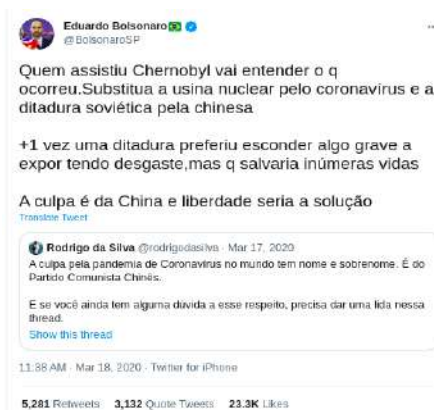 Eduardo Bolsonaro
@BolsonaroSP
Quem assistiu Chernobyl vai entender o q
ocorreu.Substitua a usina nuclear pelo coronavírus e a
ditadura soviética pela chinesa
+1 vez uma ditadura preferiu esconder algo grave a
expor tendo desgaste,mas q salvaria inúmeras vidas
A culpa é da China e liberdade seria a solução
Translate Tweet
Rodrigo da Silva @rodrigodasilva · Mar 17, 2020
A culpa pela pandemia de Coronavírus no mundo tem nome e sobrenome. É do
Partido Comunista Chinês.
E se você ainda tem alguma dúvida a esse respeito, precisa dar uma lida nessa
thread.
Show this thread
11:38 AM · Mar 18, 2020 · Twitter for iPhone
5,281 Retweets 3,132 Quote Tweets 23.3K Likes